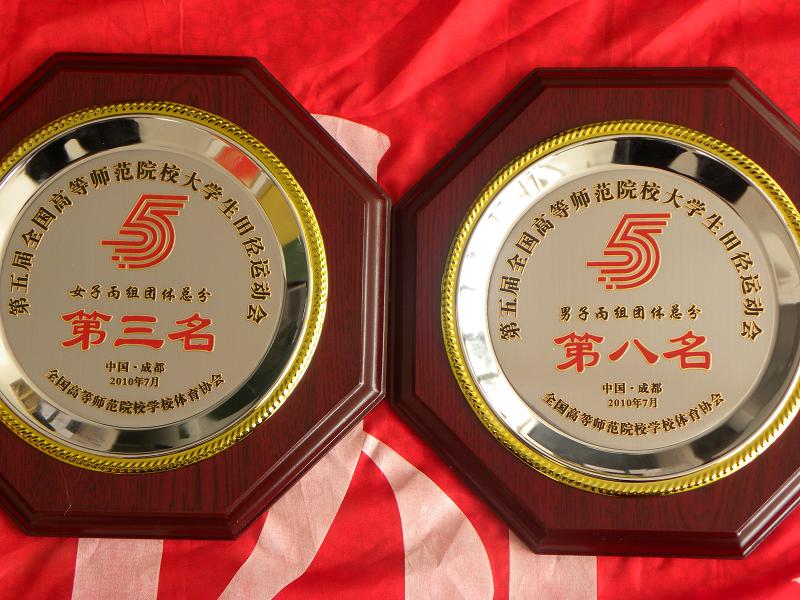 第五届全国高等师范院校大学生田径运动会
5
女子丙组团体总分
第三名
中国·成都
2010年7月
全国高等师范院校学校体育协会
第五届全国高等师范院校大学生田径运动会
5
男子丙组团体总分
第八名
中国·成都
2010年7月
全国高等师范院校学校体育协会